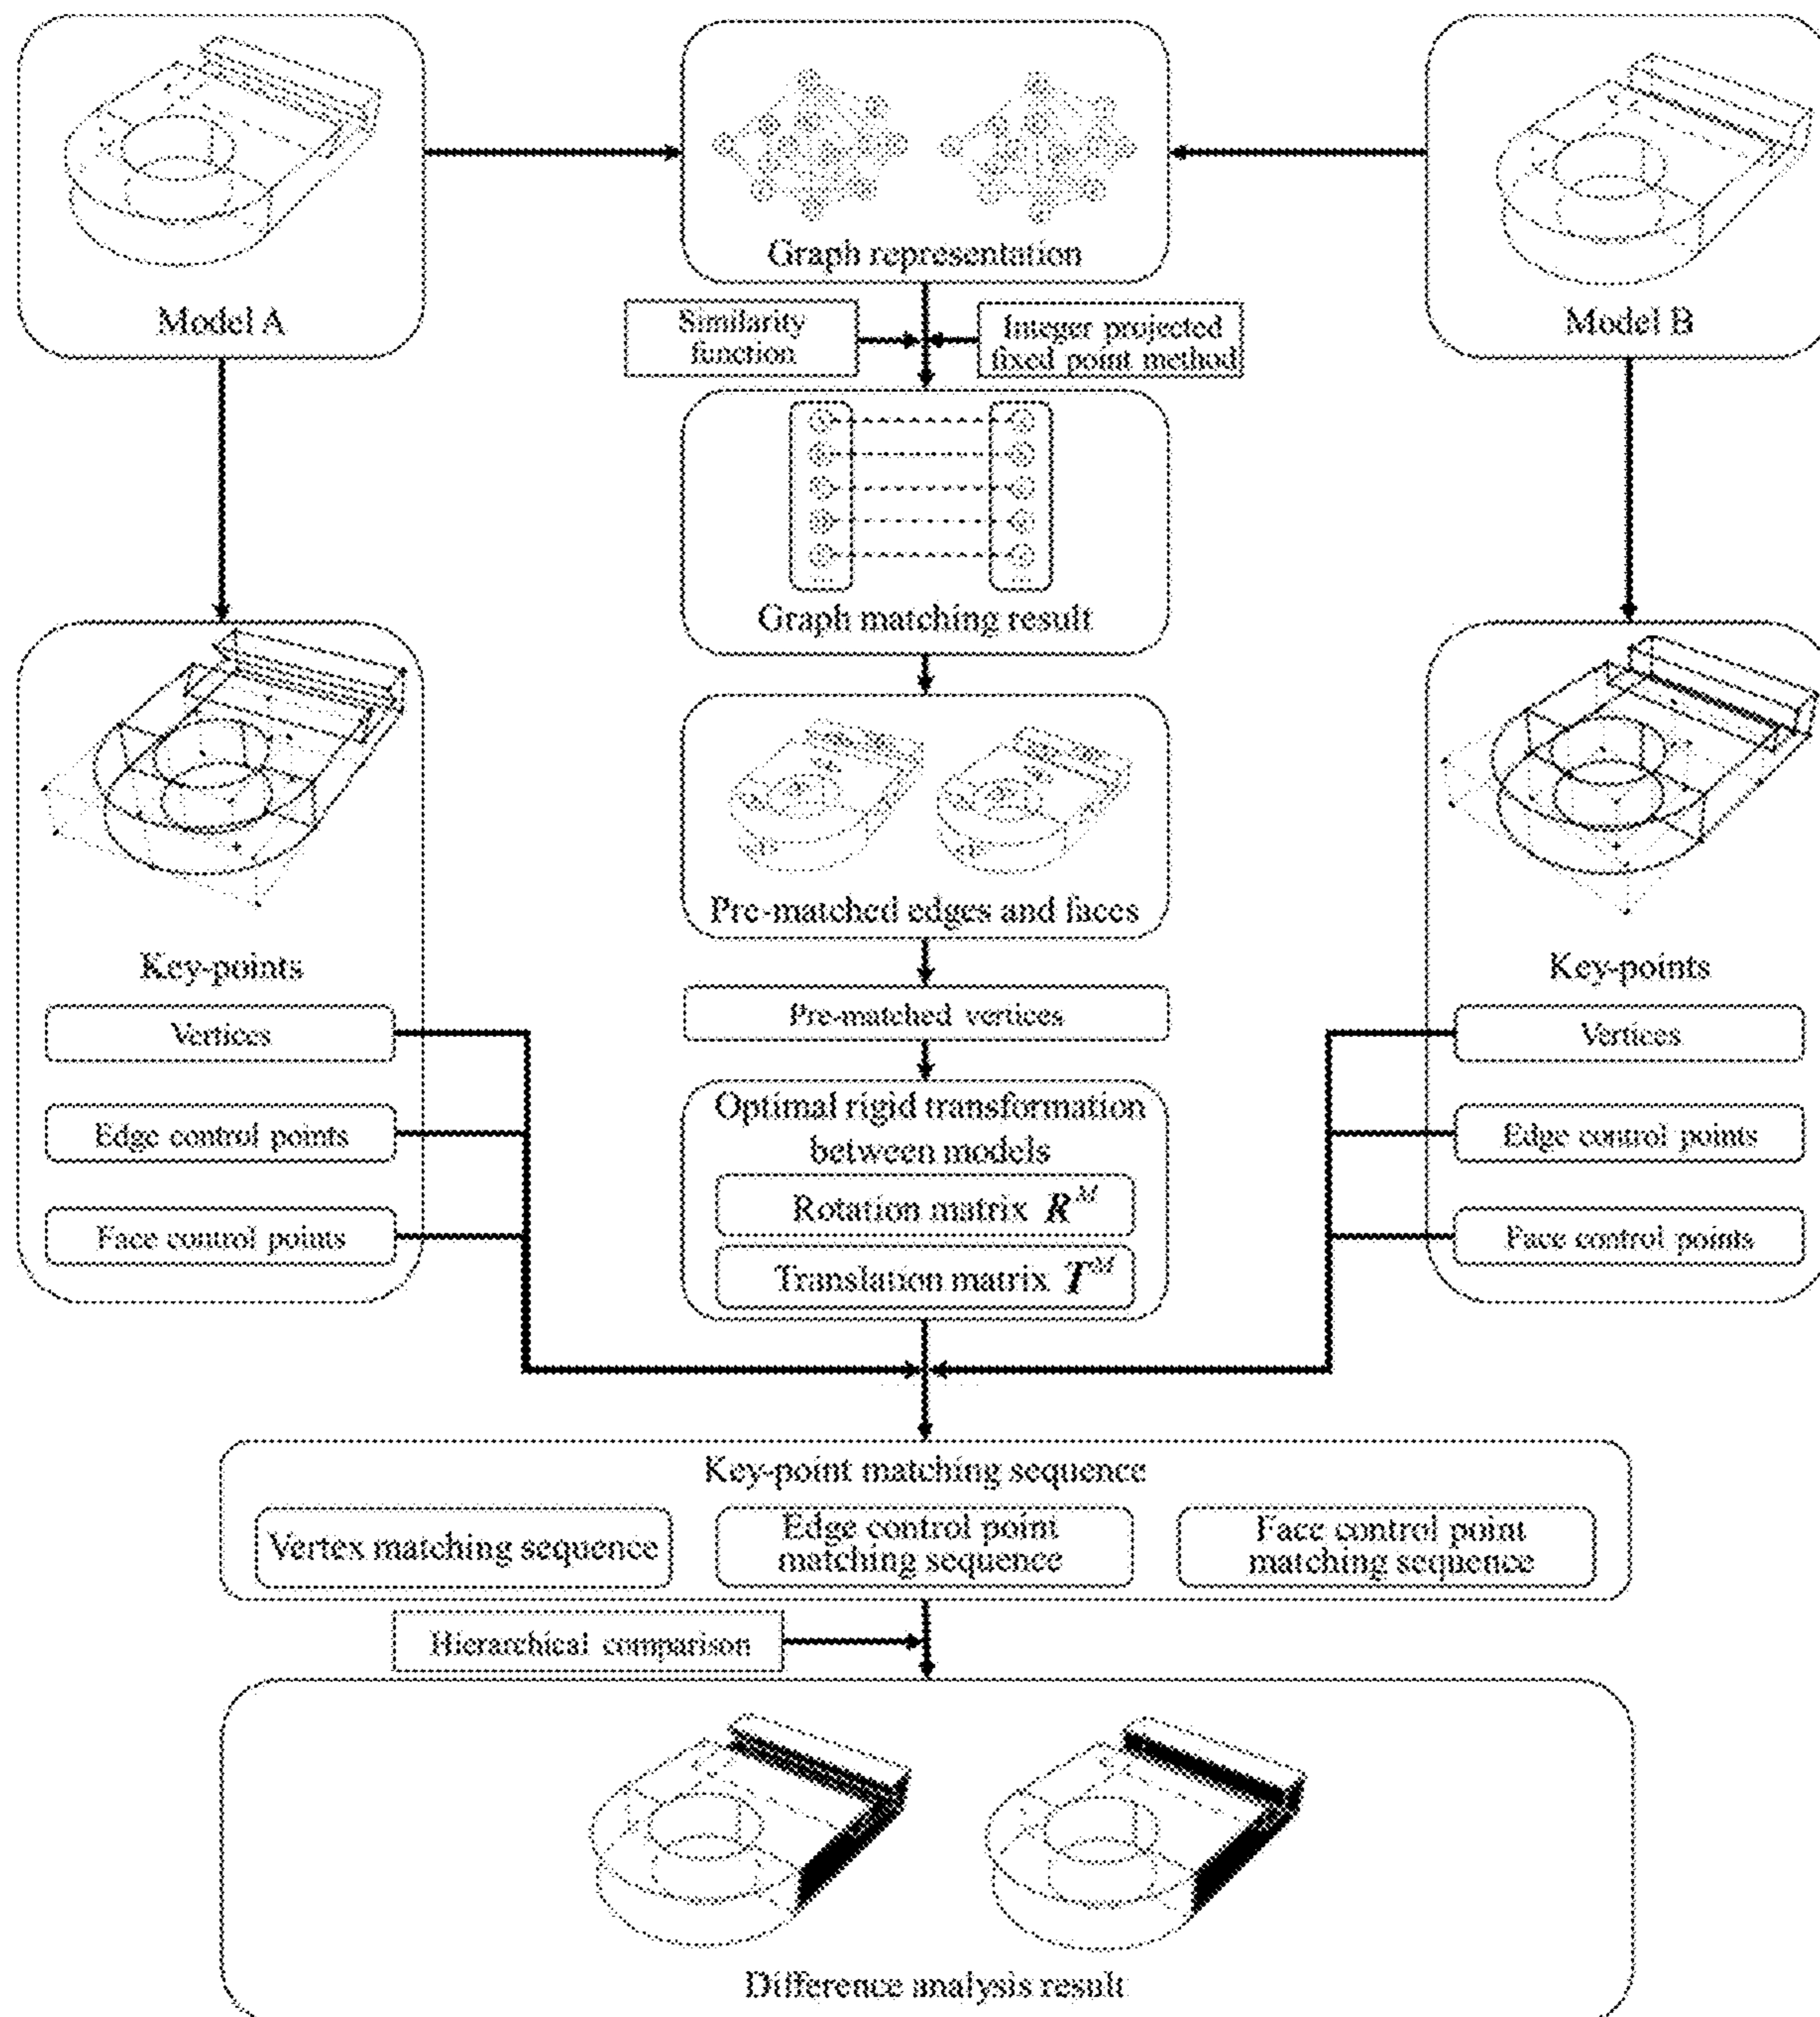 Model A
Graph representation
Model B
Similarity
function
Integer projected
fixed point method
Graph matching result
Pre-matched edges and faces
Key-points
Vertices
Edge control points
Face control points
Pre-matched vertices
Optimal rigid transformation
between models
Rotation matrix R^M
Translation matrix T^M
Key-points
Vertices
Edge control points
Face control points
Key-point matching sequence
Vertex matching sequence
Edge control point
matching sequence
Face control point
matching sequence
Hierarchical comparison
Difference analysis result